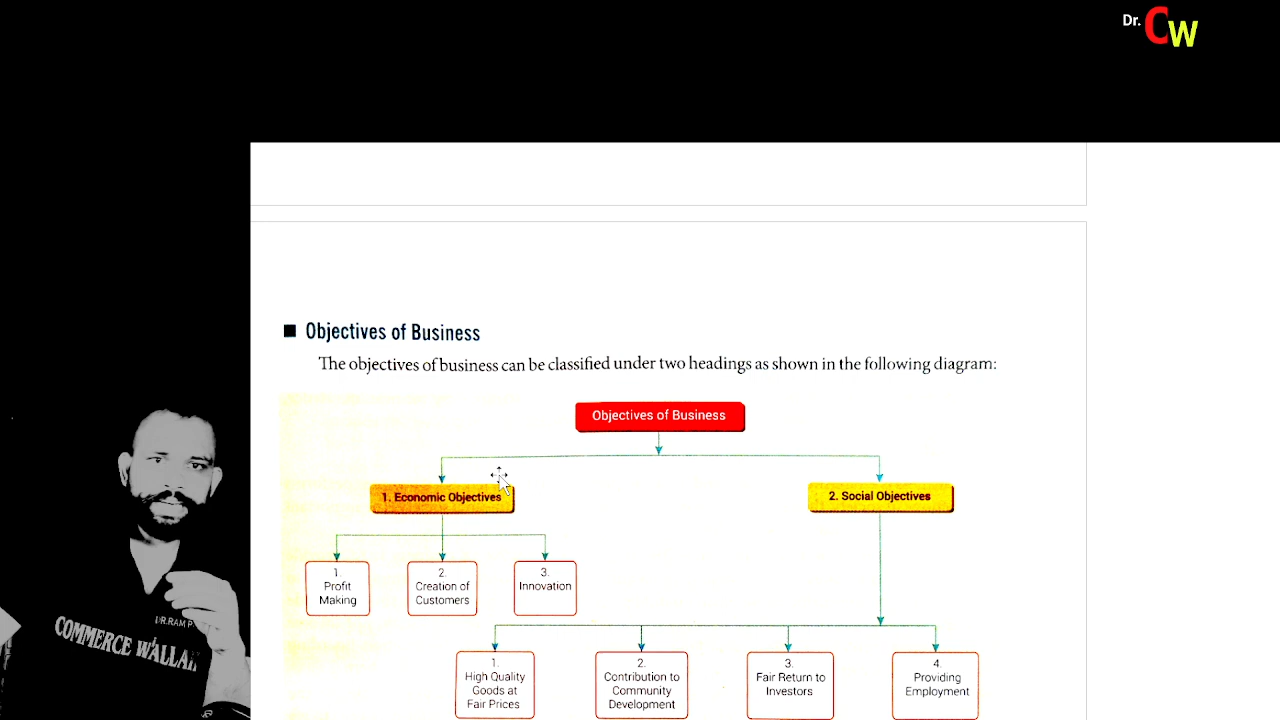 Dr. CW
■ Objectives of Business
The objectives of business can be classified under two headings as shown in the following diagram:
Objectives of Business
1. Economic Objectives
2. Social Objectives
1.
Profit
Making
2.
Creation of
Customers
3.
Innovation
1.
High Quality
Goods at
Fair Prices
2.
Contribution to
Community
Development
3.
Fair Return to
Investors
4.
Providing
Employment
DR.RAM P
COMMERCE WALLAH